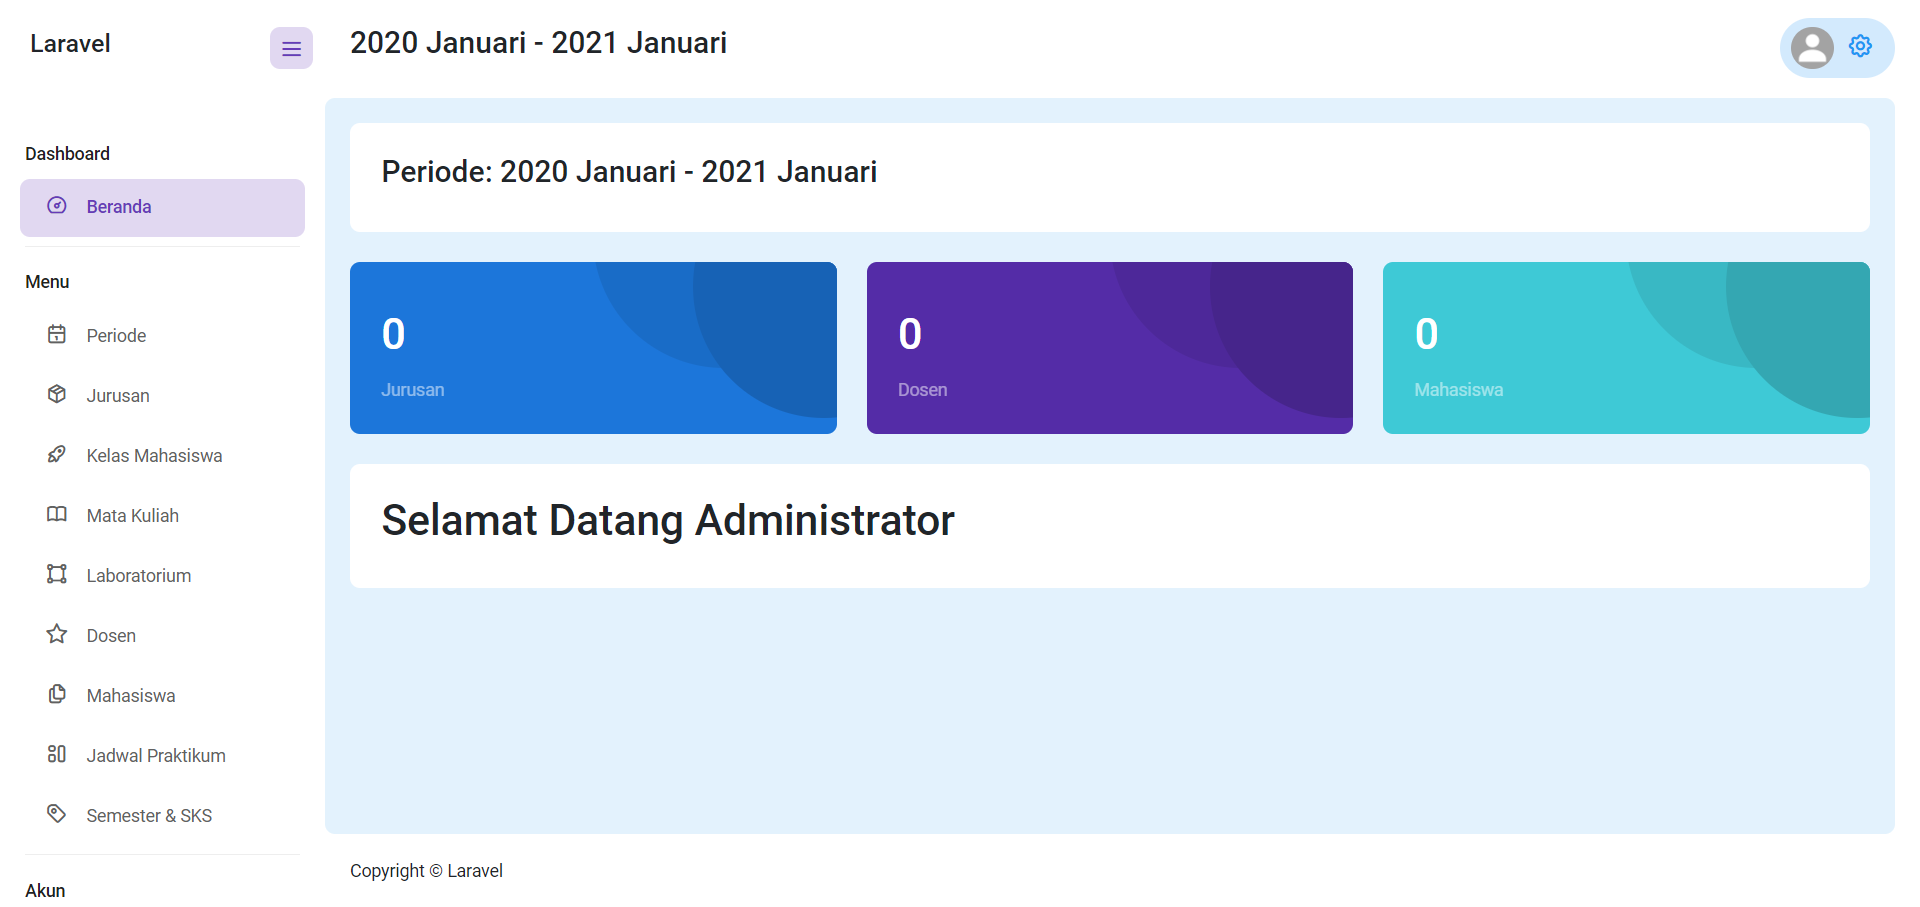 Laravel
2020 Januari - 2021 Januari
Dashboard
Beranda
Menu
Periode
Jurusan
Kelas Mahasiswa
Mata Kuliah
Laboratorium
Dosen
Mahasiswa
Jadwal Praktikum
Semester & SKS
Akun
Periode: 2020 Januari - 2021 Januari
0
Jurusan
0
Dosen
0
Mahasiswa
Selamat Datang Administrator
Copyright © Laravel